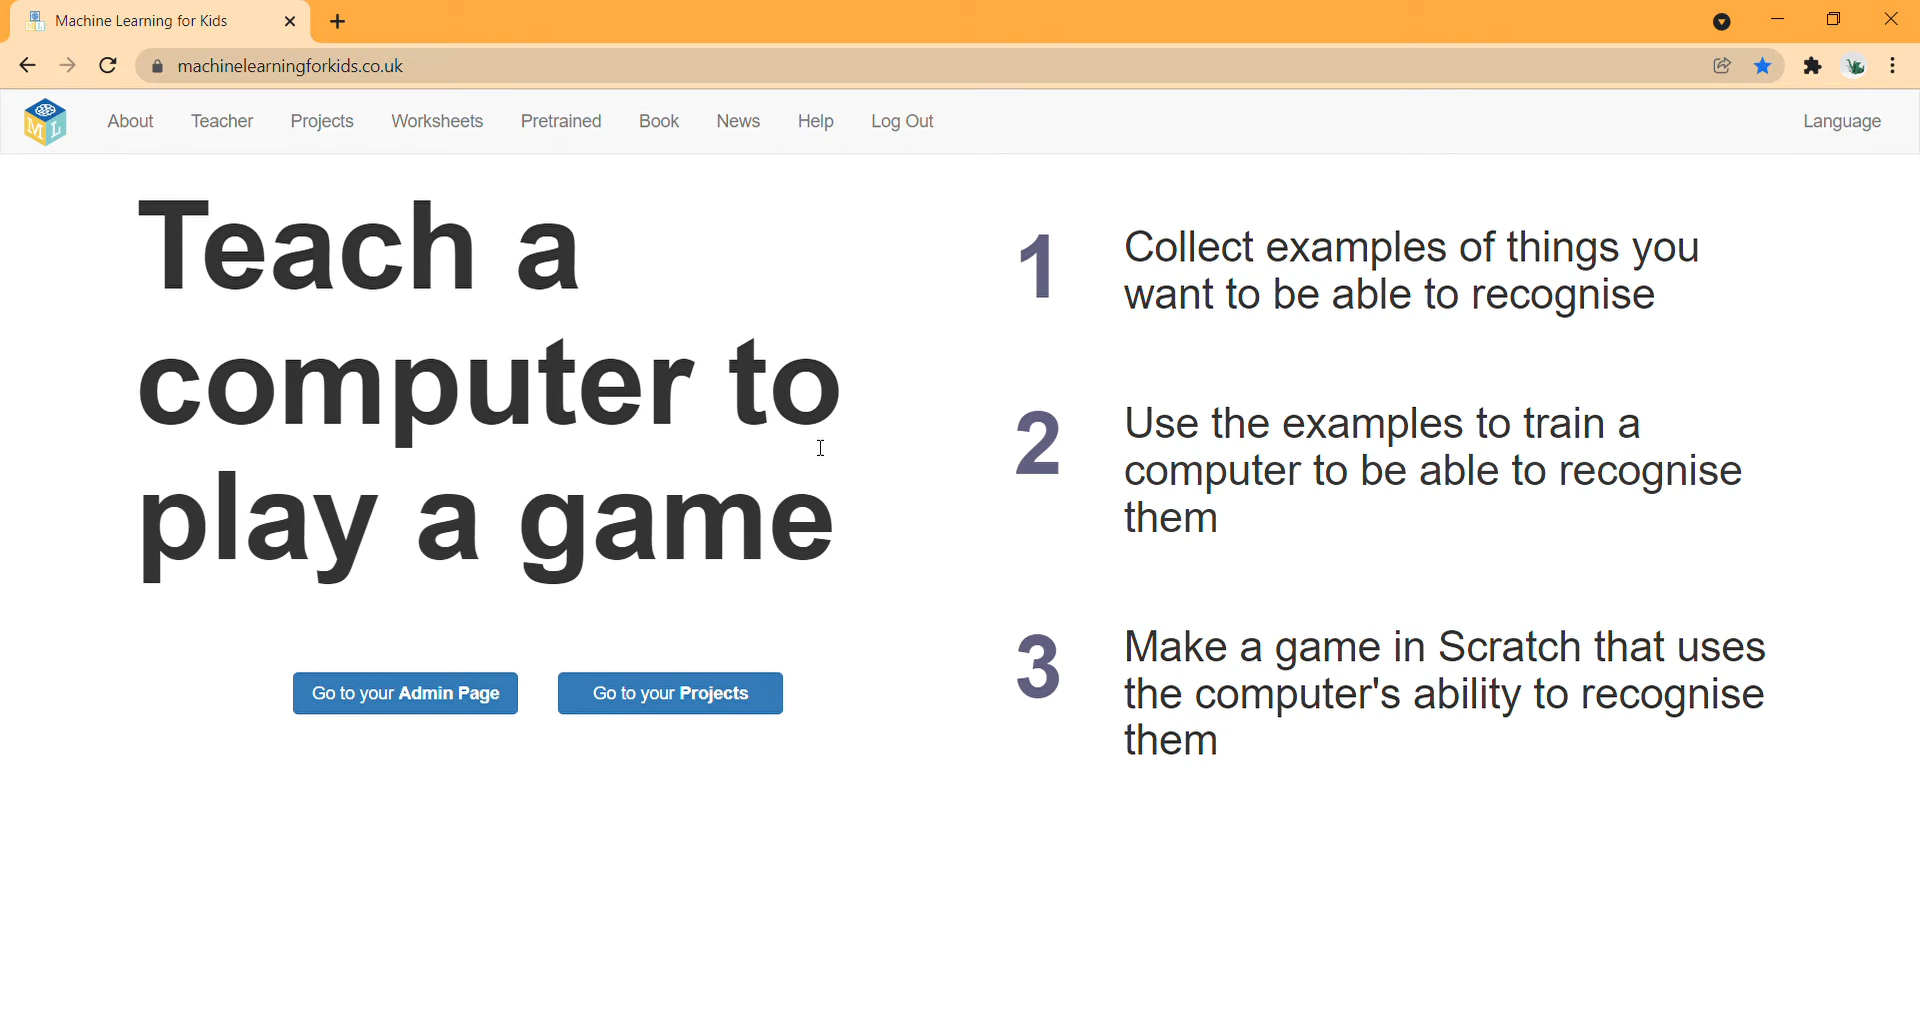 Machine Learning for Kids
machinelearningforkids.co.uk
ML
About Teacher Projects Worksheets Pretrained Book News Help Log Out Language
Teach a
computer to
play a game
Go to your Admin Page Go to your Projects
1 Collect examples of things you
want to be able to recognise
2 Use the examples to train a
computer to be able to recognise
them
3 Make a game in Scratch that uses
the computer's ability to recognise
them